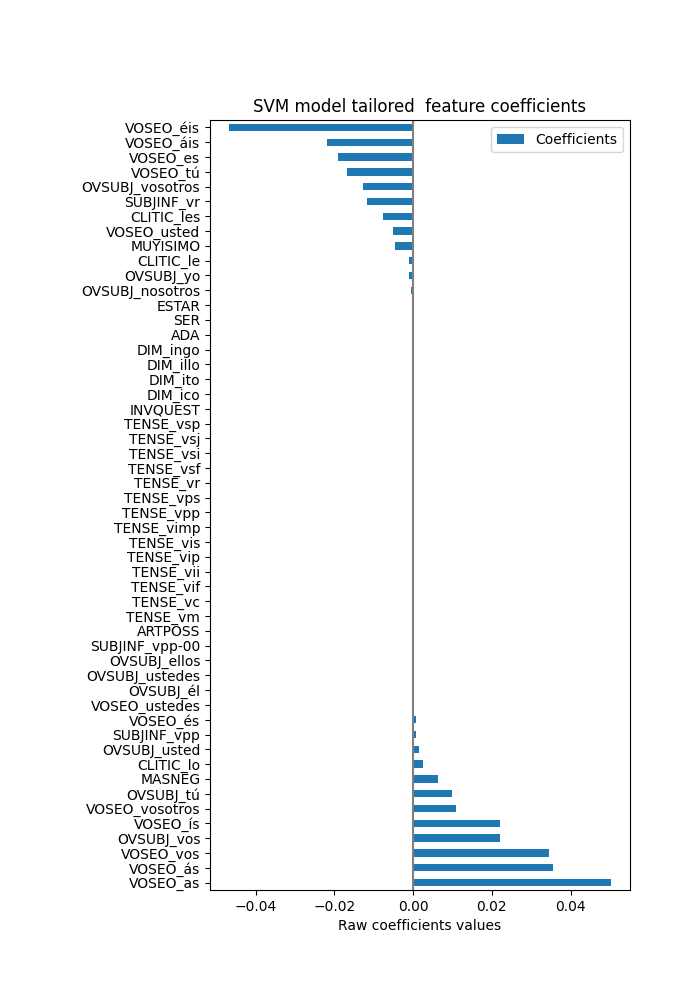 SVM model tailored  feature coefficients
Coefficients
VOSEO_éis
VOSEO_áis
VOSEO_es
VOSEO_tú
OVSUBJ_vosotros
SUBJINF_vr
CLITIC_les
VOSEO_usted
MUYISIMO
CLITIC_le
OVSUBJ_yo
OVSUBJ_nosotros
ESTAR
SER
ADA
DIM_ingo
DIM_illo
DIM_ito
DIM_ico
INVQUEST
TENSE_vsp
TENSE_vsj
TENSE_vsi
TENSE_vsf
TENSE_vr
TENSE_vps
TENSE_vpp
TENSE_vimp
TENSE_vis
TENSE_vip
TENSE_vii
TENSE_vif
TENSE_vc
TENSE_vm
ARTPOSS
SUBJINF_vpp-00
OVSUBJ_ellos
OVSUBJ_ustedes
OVSUBJ_él
VOSEO_ustedes
VOSEO_és
SUBJINF_vpp
OVSUBJ_usted
CLITIC_lo
MASNEG
OVSUBJ_tú
VOSEO_vosotros
VOSEO_ís
OVSUBJ_vos
VOSEO_vos
VOSEO_ás
VOSEO_as
−0.04 −0.02 0.00 0.02 0.04
Raw coefficients values